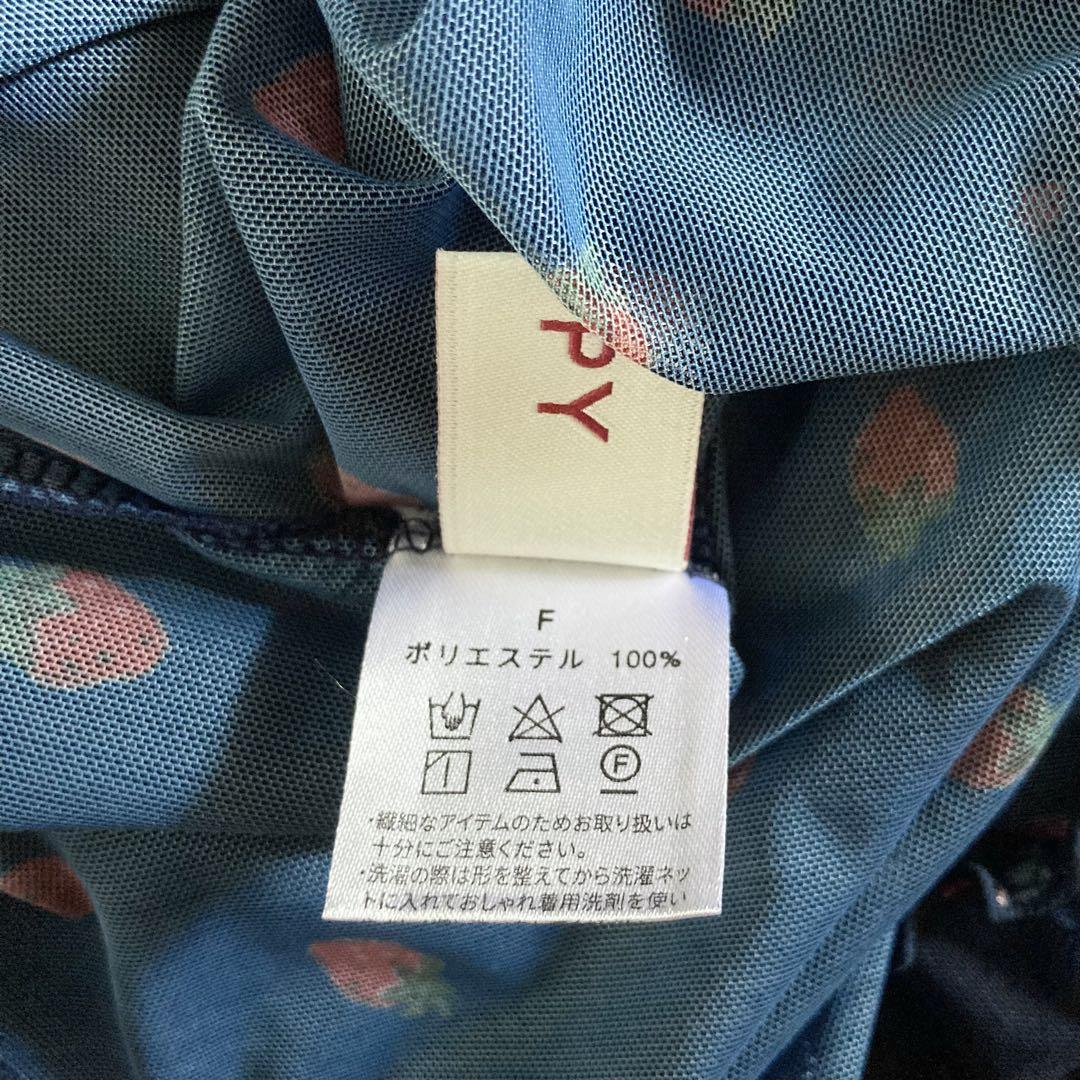 PY
F
ポリエステル 100%
F
・繊細なアイテムのためお取り扱いは
十分にご注意ください。
・洗濯の際は形を整えてから洗濯ネッ
トに入れておしゃれ着用洗剤を使い